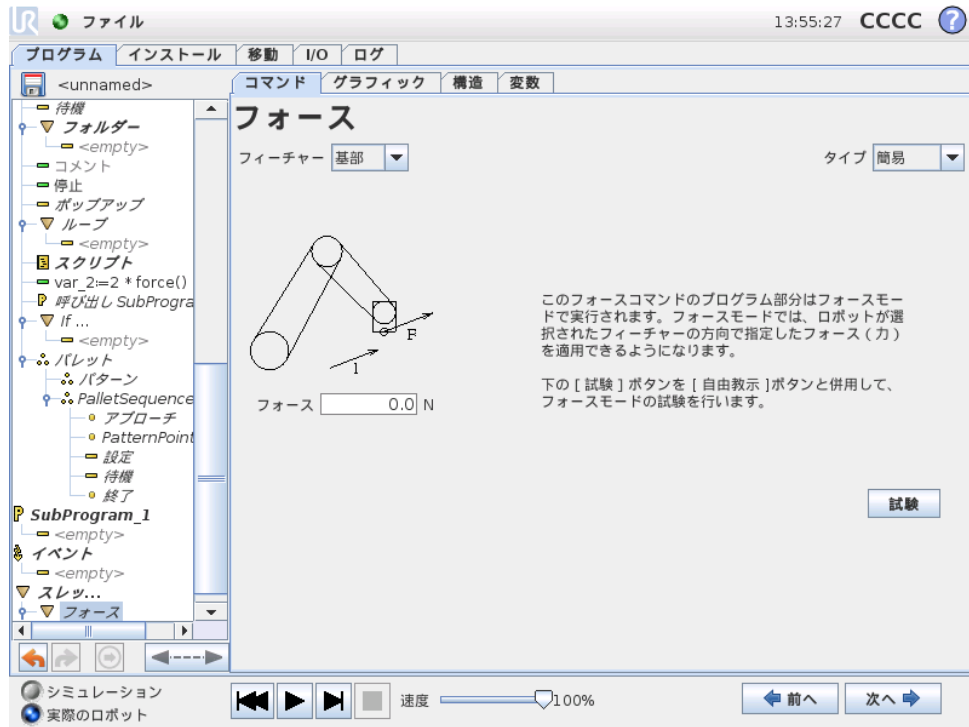 UR ファイル 13:55:27 CCCC ?
プログラム インストール 移動 I/O ログ
<unnamed>
コマンド グラフィック 構造 変数
待機
フォルダー
<empty>
コメント
停止
ポップアップ
ループ
<empty>
スクリプト
var_2≔2 * force()
P 呼び出し SubProgra
If ...
<empty>
パレット
パターン
PalletSequence
アプローチ
PatternPoint
設定
待機
終了
P SubProgram_1
<empty>
イベント
<empty>
スレッ...
フォース
フォース
フィーチャー 基部
タイプ 簡易
F
1
フォース 0.0 N
このフォースコマンドのプログラム部分はフォースモー
ドで実行されます。フォースモードでは、ロボットが選
択されたフィーチャーの方向で指定したフォース ( 力 )
を適用できるようになります。
下の [ 試験 ] ボタンを [ 自由教示 ]ボタンと併用して、
フォースモードの試験を行います。
試験
シミュレーション
実際のロボット
速度 100%
前へ
次へ